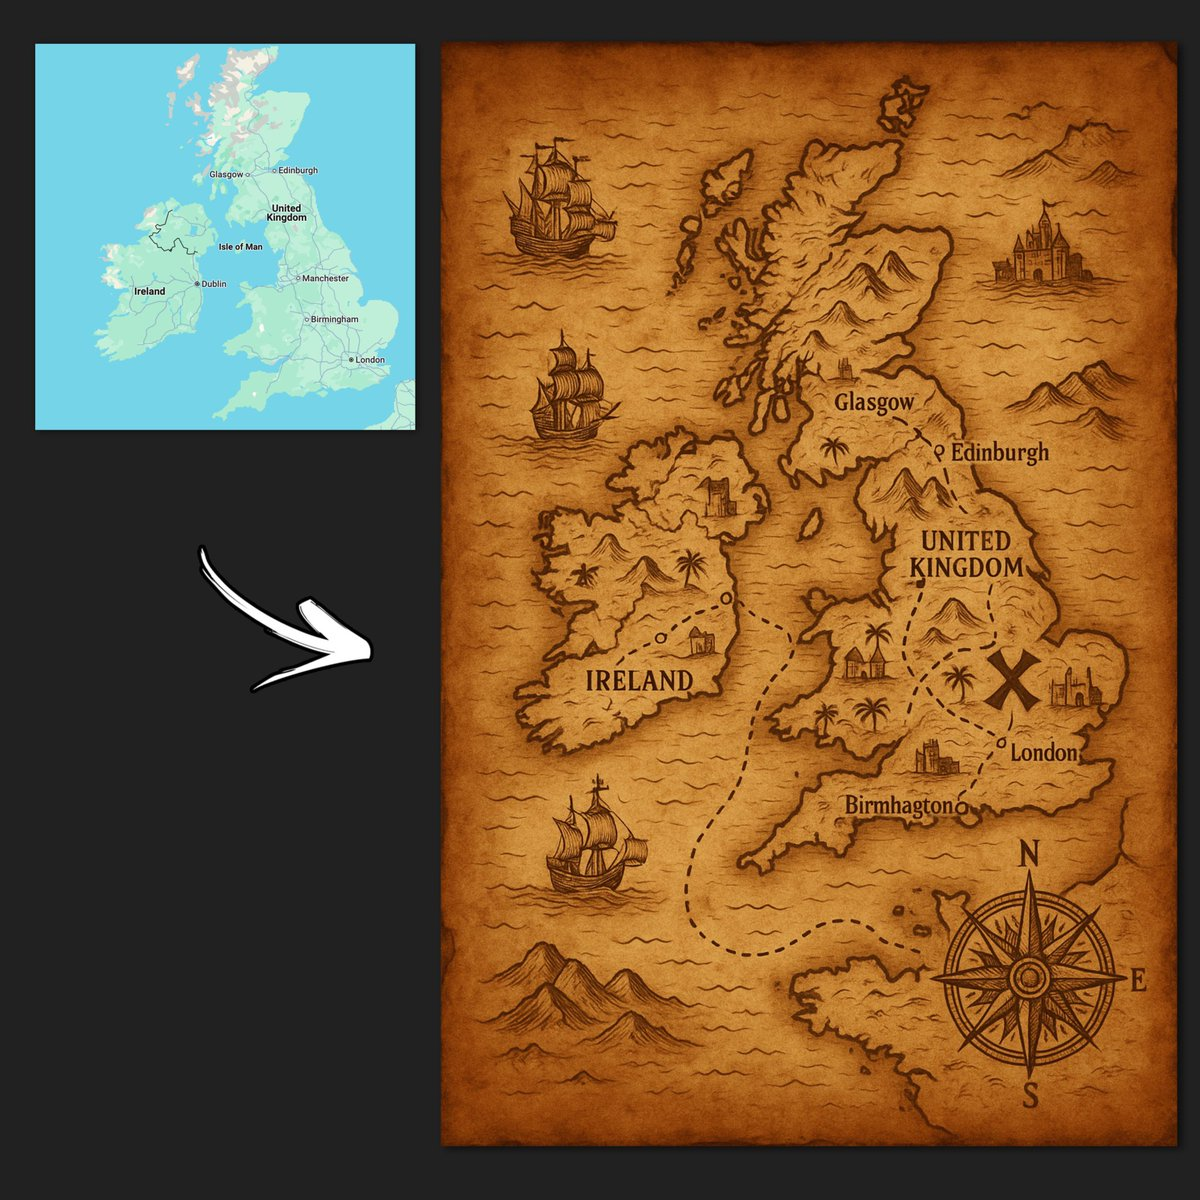 Glasgow
Edinburgh
United
Kingdom
Isle of Man
Manchester
Ireland
Dublin
Birmingham
London
Glasgow
Edinburgh
UNITED
KINGDOM
IRELAND
London
Birmhagton
N
E
S